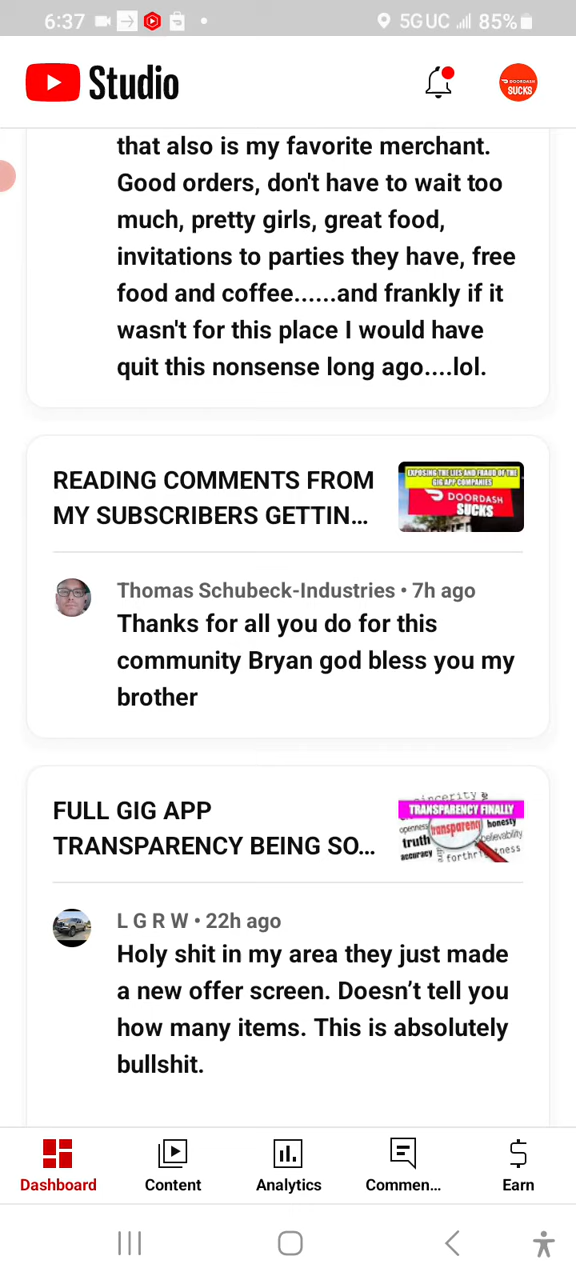 6:37
5GUC
85%
Studio
DOORDASH
SUCKS
that also is my favorite merchant.
Good orders, don't have to wait too
much, pretty girls, great food,
invitations to parties they have, free
food and coffee......and frankly if it
wasn't for this place I would have
quit this nonsense long ago....lol.
READING COMMENTS FROM
MY SUBSCRIBERS GETTIN...
EXPOSING THE LIES AND FRAUD OF THE
GIG APP COMPANIES
DOORDASH
SUCKS
Thomas Schubeck-Industries • 7h ago
Thanks for all you do for this
community Bryan god bless you my
brother
FULL GIG APP
TRANSPARENCY BEING SO...
sincerity &
TRANSPARENCY FINALLY
openness transparent honesty
truth believability
accuracy
L G R W • 22h ago
Holy shit in my area they just made
a new offer screen. Doesn’t tell you
how many items. This is absolutely
bullshit.
Dashboard
Content
Analytics
Commen...
Earn